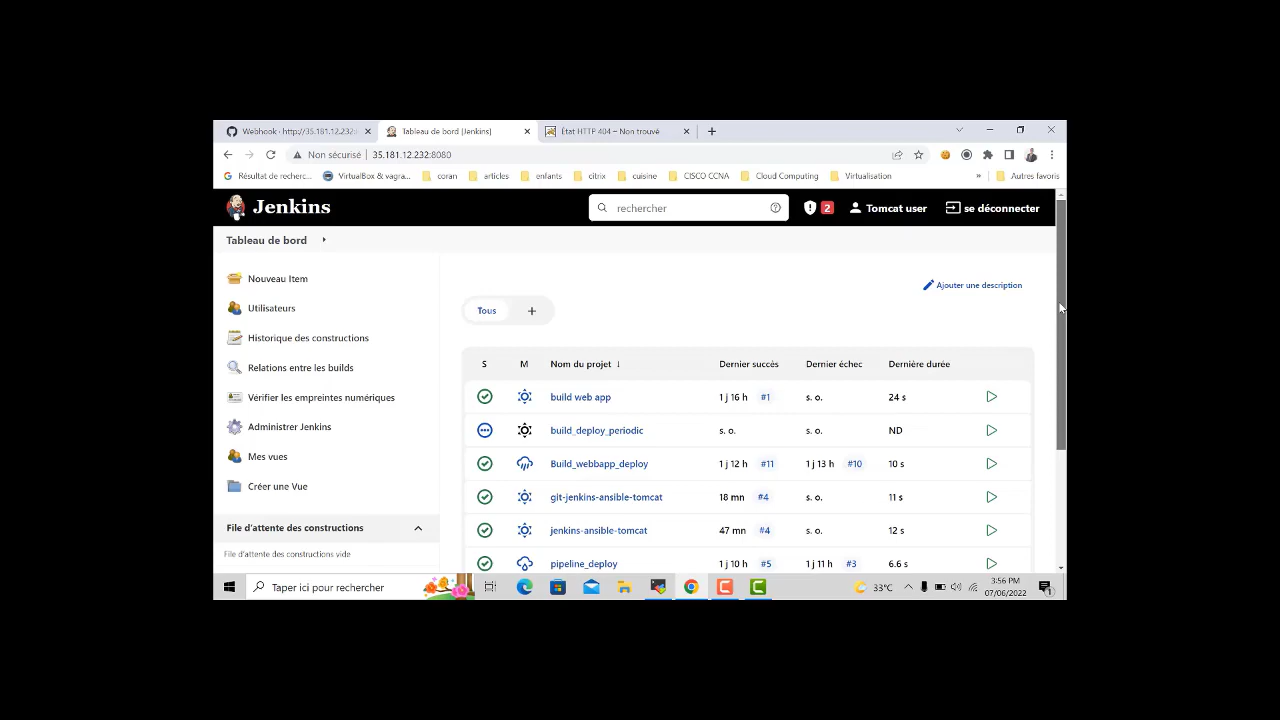 Webhook · http://35.181.12.232:
Tableau de bord [Jenkins]
État HTTP 404 – Non trouvé
Non sécurisé
35.181.12.232:8080
Résultat de recherc...
VirtualBox & vagra...
coran
articles
enfants
citrix
cuisine
CISCO CCNA
Cloud Computing
Virtualisation
»
Autres favoris
Jenkins
rechercher
2
Tomcat user
se déconnecter
Tableau de bord
Nouveau Item
Utilisateurs
Historique des constructions
Relations entre les builds
Vérifier les empreintes numériques
Administrer Jenkins
Mes vues
Créer une Vue
File d'attente des constructions
File d'attente des constructions vide
Ajouter une description
Tous +
S M Nom du projet ↓ Dernier succès Dernier échec Dernière durée
build web app 1 j 16 h #1 s. o. 24 s
build_deploy_periodic s. o. s. o. ND
Build_webapp_deploy 1 j 12 h #11 1 j 13 h #10 10 s
git-jenkins-ansible-tomcat 18 mn #4 s. o. 11 s
jenkins-ansible-tomcat 47 mn #4 s. o. 12 s
pipeline_deploy 1 j 10 h #5 1 j 11 h #3 6.6 s
Taper ici pour rechercher
33°C
3:56 PM
07/06/2022